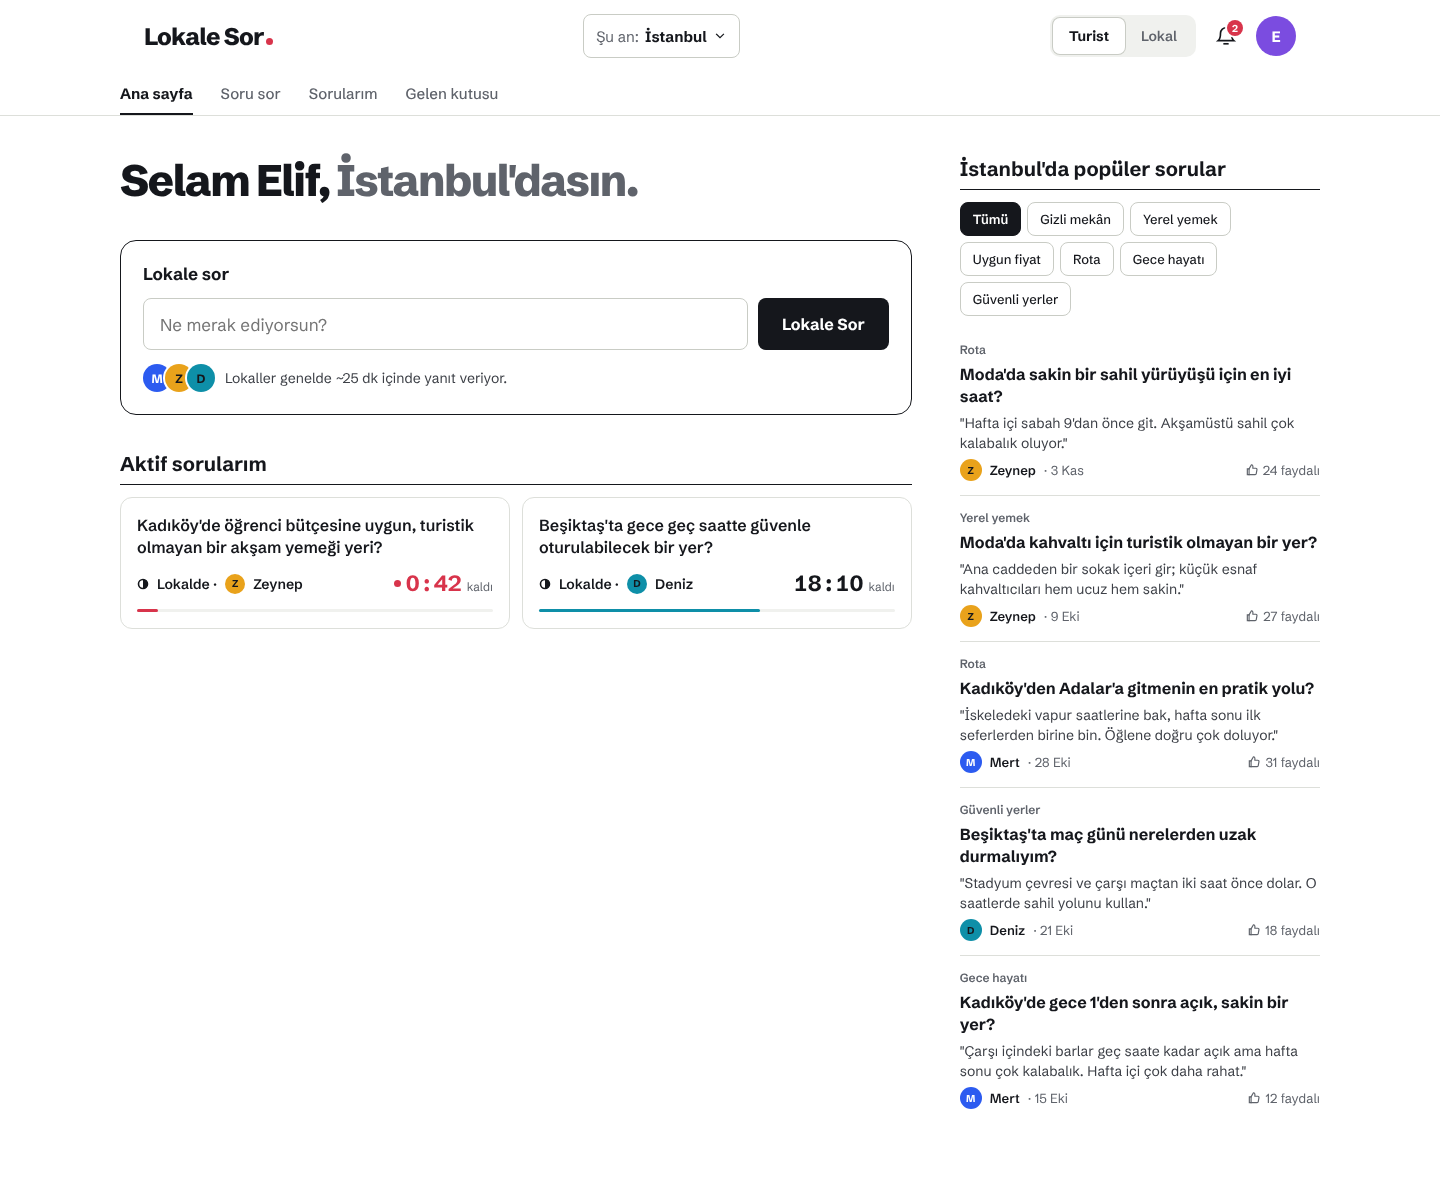 Lokale Sor.
Şu an: İstanbul
Turist
Lokal
2
E
Ana sayfa
Soru sor
Sorularım
Gelen kutusu
Selam Elif, İstanbul'dasın.
Lokale sor
Ne merak ediyorsun?
Lokale Sor
M
Z
D
Lokaller genelde ~25 dk içinde yanıt veriyor.
Aktif sorularım
Kadıköy'de öğrenci bütçesine uygun, turistik
olmayan bir akşam yemeği yeri?
Lokalde · Z Zeynep
0:42 kaldı
Beşiktaş'ta gece geç saatte güvenle
oturulabilecek bir yer?
Lokalde · D Deniz
18:10 kaldı
İstanbul'da popüler sorular
Tümü
Gizli mekân
Yerel yemek
Uygun fiyat
Rota
Gece hayatı
Güvenli yerler
Rota
Moda'da sakin bir sahil yürüyüşü için en iyi
saat?
"Hafta içi sabah 9'dan önce git. Akşamüstü sahil çok
kalabalık oluyor."
Z Zeynep · 3 Kas
24 faydalı
Yerel yemek
Moda'da kahvaltı için turistik olmayan bir yer?
"Ana caddeden bir sokak içeri gir; küçük esnaf
kahvaltıcıları hem ucuz hem sakin."
Z Zeynep · 9 Eki
27 faydalı
Rota
Kadıköy'den Adalar'a gitmenin en pratik yolu?
"İskeledeki vapur saatlerine bak, hafta sonu ilk
seferlerden birine bin. Öğlene doğru çok doluyor."
M Mert · 28 Eki
31 faydalı
Güvenli yerler
Beşiktaş'ta maç günü nerelerden uzak
durmalıyım?
"Stadyum çevresi ve çarşı maçtan iki saat önce dolar. O
saatlerde sahil yolunu kullan."
D Deniz · 21 Eki
18 faydalı
Gece hayatı
Kadıköy'de gece 1'den sonra açık, sakin bir
yer?
"Çarşı içindeki barlar geç saate kadar açık ama hafta
sonu çok kalabalık. Hafta içi çok daha rahat."
M Mert · 15 Eki
12 faydalı